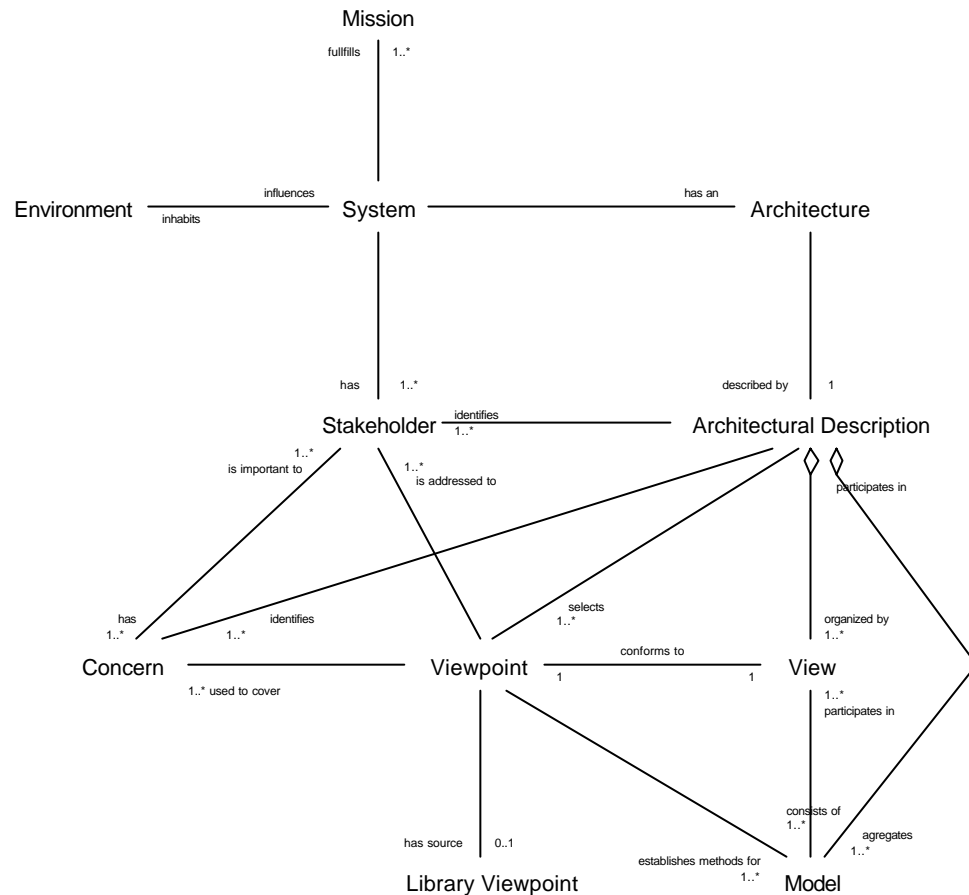 Mission
fullfills 1..*
influences
Environment System has an Architecture
inhabits
has 1..* described by 1
Stakeholder identifies Architectural Description
1..*
1..* 1..*
is important to is addressed to participates in
has identifies selects organized by
1..* 1..* 1..* 1..*
Concern Viewpoint conforms to View
1..* used to cover 1 1 1..*
participates in
consists of
1..* agregates
has source 0..1 1..*
establishes methods for
1..*
Library Viewpoint Model